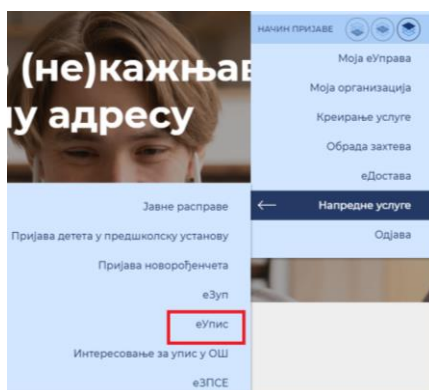 НАЧИН ПРИЈАВЕ
(не)кажњав
у адресу
Моја еУправа
Моја организација
Креирање услуге
Обрада захтева
еДостава
Напредне услуге
Одјава
Јавне расправе
Пријава детета у предшколску установу
Пријава новорођенчета
еЗуп
еУпис
Интересовање за упис у ОШ
еЗПСЕ